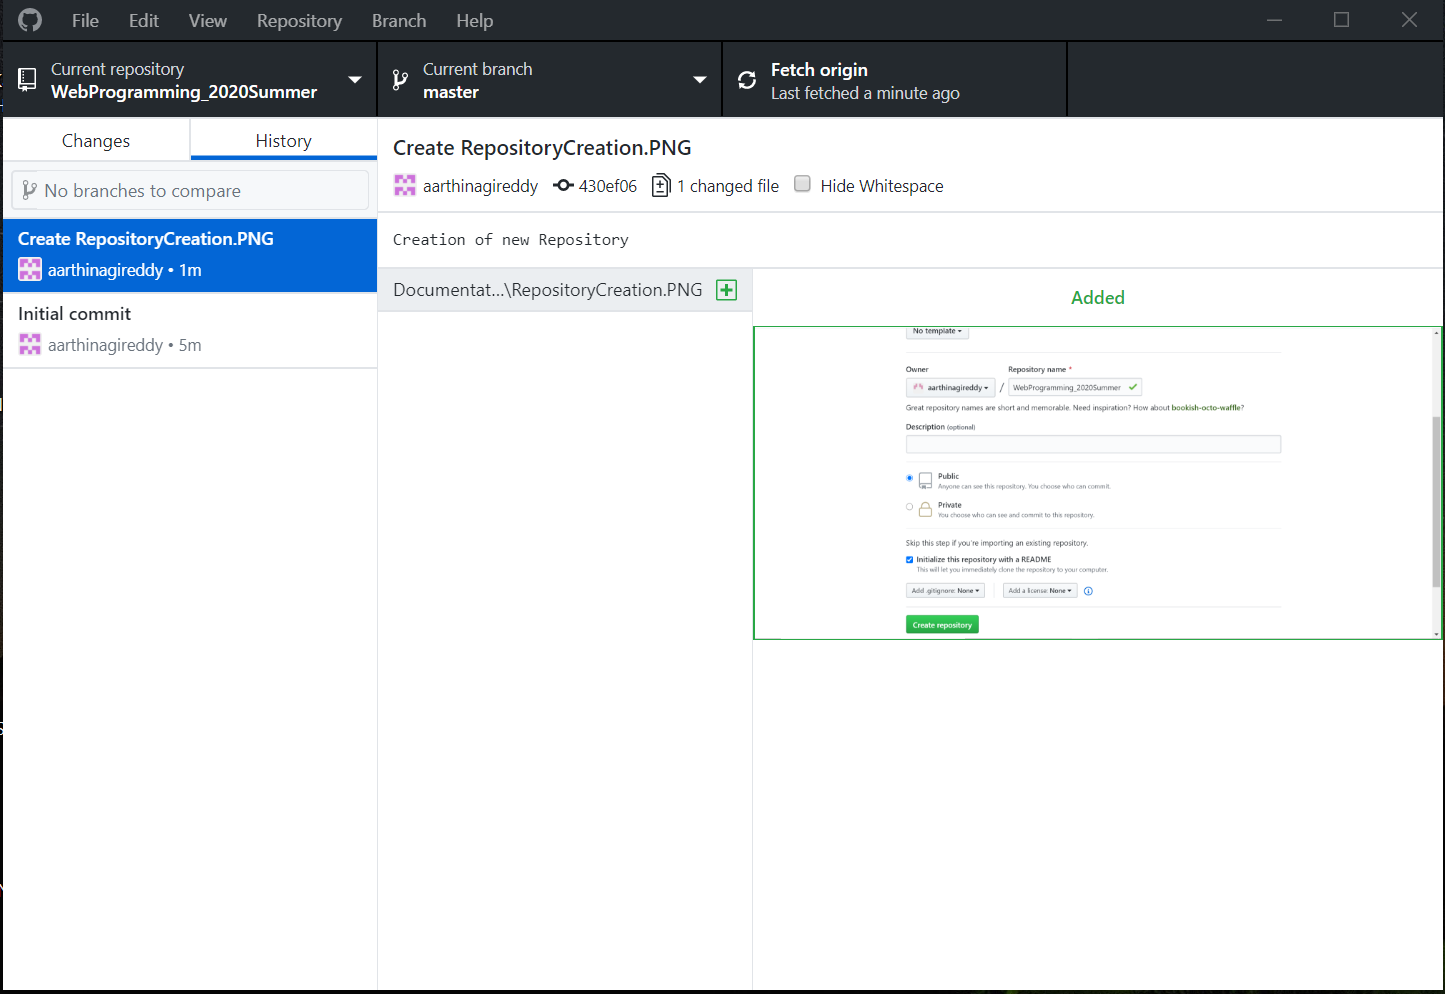 File Edit View Repository Branch Help
Current repository
WebProgramming_2020Summer
Current branch
master
Fetch origin
Last fetched a minute ago
Changes
History
No branches to compare
Create RepositoryCreation.PNG
aarthinagireddy • 1m
Initial commit
aarthinagireddy • 5m
Create RepositoryCreation.PNG
aarthinagireddy 430ef06 1 changed file Hide Whitespace
Creation of new Repository
Documentat...\RepositoryCreation.PNG
Added
No template
Owner Repository name *
aarthinagireddy / WebProgramming_2020Summer
Great repository names are short and memorable. Need inspiration? How about bookish-octo-waffle?
Description (optional)
Public
Anyone can see this repository. You choose who can commit.
Private
You choose who can see and commit to this repository.
Skip this step if you're importing an existing repository.
Initialize this repository with a README
This will let you immediately clone the repository to your computer.
Add .gitignore: None Add a license: None
Create repository